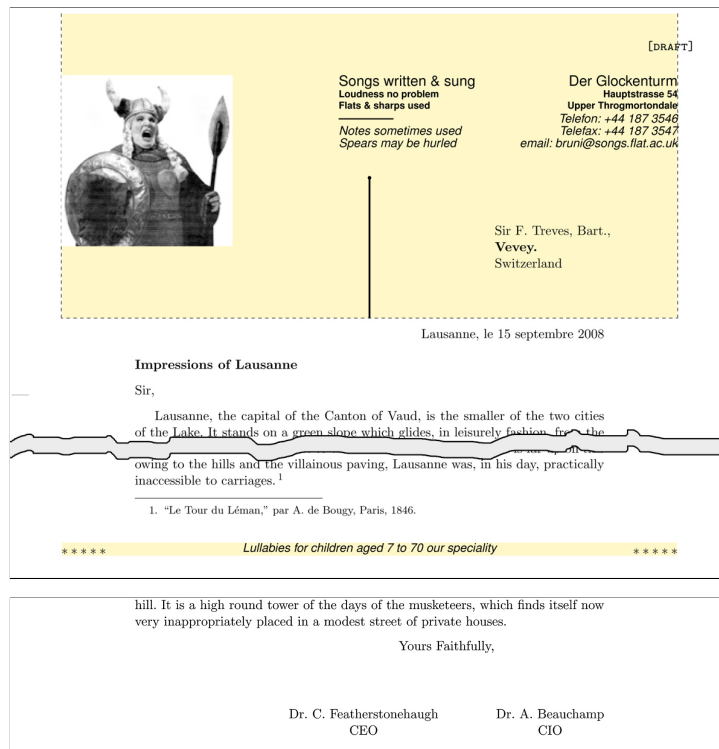 [DRAFT]
Songs written & sung
Loudness no problem
Flats & sharps used
Notes sometimes used
Spears may be hurled
Der Glockenturm
Hauptstrasse 54
Upper Throgmortondale
Telefon: +44 187 3546
Telefax: +44 187 3547
email: bruni@songs.flat.ac.uk
Sir F. Treves, Bart.,
Vevey.
Switzerland
Lausanne, le 15 septembre 2008
Impressions of Lausanne
Sir,
Lausanne, the capital of the Canton of Vaud, is the smaller of the two cities
of the Lake. It stands on a green slope which glides, in leisurely fashion, from the
owing to the hills and the villainous paving, Lausanne was, in his day, practically
inaccessible to carriages. 1
1. “Le Tour du Léman,” par A. de Bougy, Paris, 1846.
* * * * * Lullabies for children aged 7 to 70 our speciality * * * * *
hill. It is a high round tower of the days of the musketeers, which finds itself now
very inappropriately placed in a modest street of private houses.
Yours Faithfully,
Dr. C. Featherstonehaugh Dr. A. Beauchamp
CEO CIO